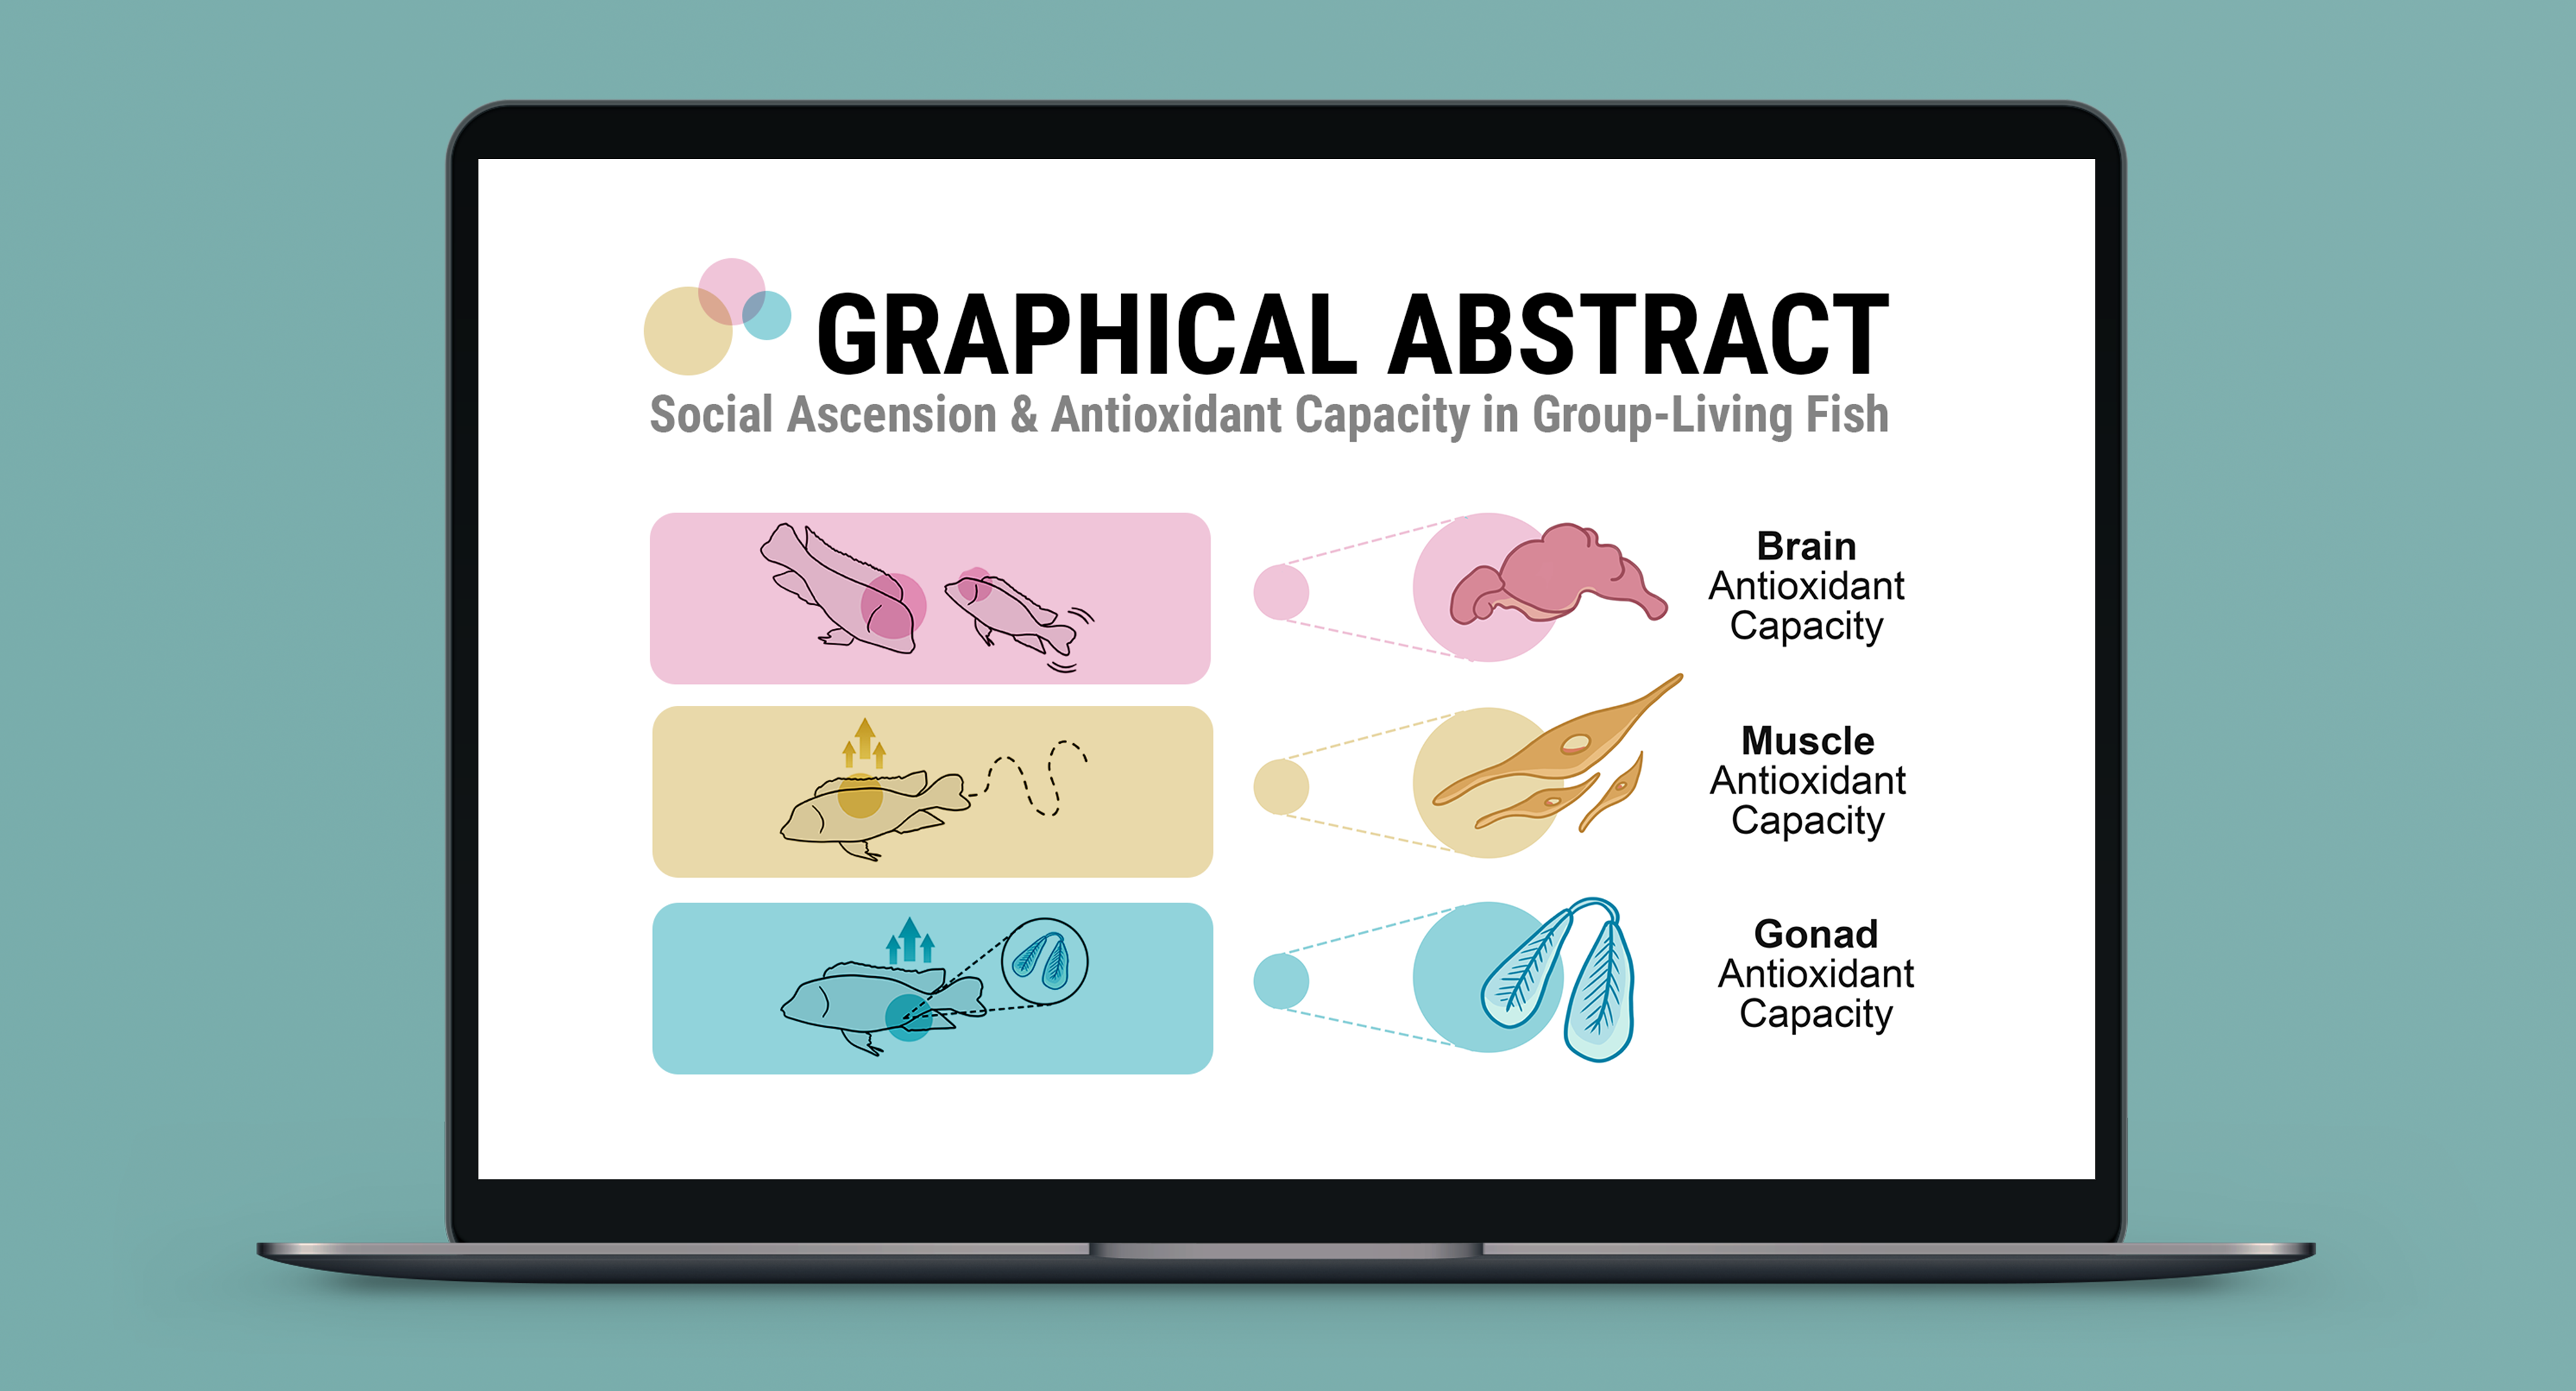 GRAPHICAL ABSTRACT
Social Ascension & Antioxidant Capacity in Group-Living Fish
Brain
Antioxidant
Capacity
Muscle
Antioxidant
Capacity
Gonad
Antioxidant
Capacity